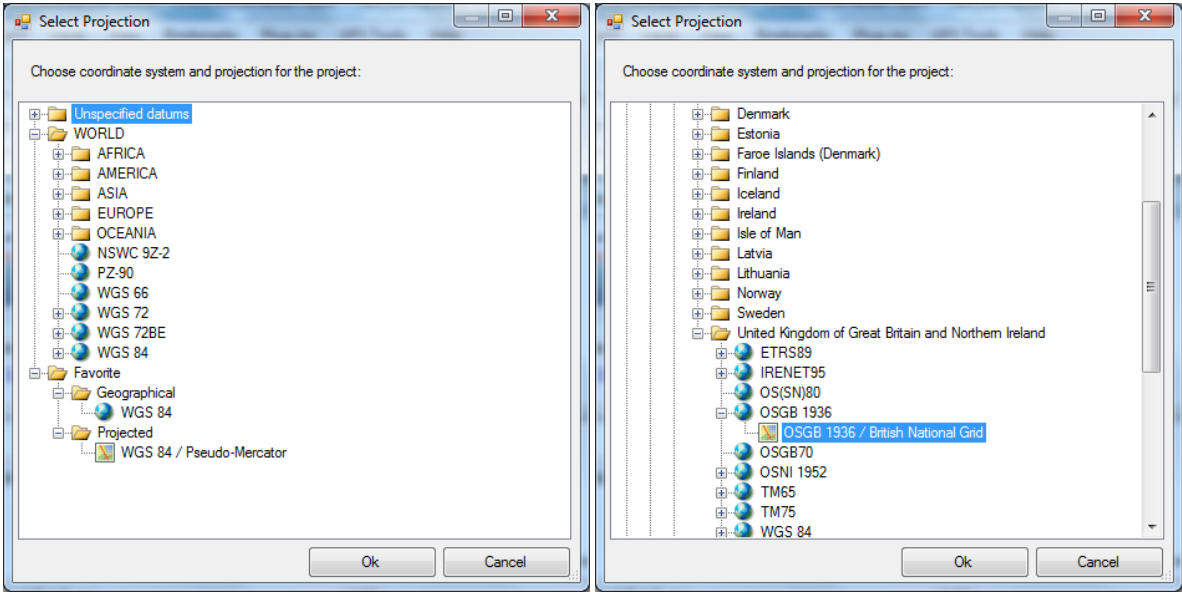 Select Projection
Choose coordinate system and projection for the project:
Unspecified datums
WORLD
AFRICA
AMERICA
ASIA
EUROPE
OCEANIA
NSWC 9Z-2
PZ-90
WGS 66
WGS 72
WGS 72BE
WGS 84
Favorite
Geographical
WGS 84
Projected
WGS 84 / Pseudo-Mercator
Ok Cancel
Select Projection
Choose coordinate system and projection for the project:
Denmark
Estonia
Faroe Islands (Denmark)
Finland
Iceland
Ireland
Isle of Man
Latvia
Lithuania
Norway
Sweden
United Kingdom of Great Britain and Northern Ireland
ETRS89
IRENET95
OS(SN)80
OSGB 1936
OSGB 1936 / British National Grid
OSGB70
OSNI 1952
TM65
TM75
WGS 84
Ok Cancel